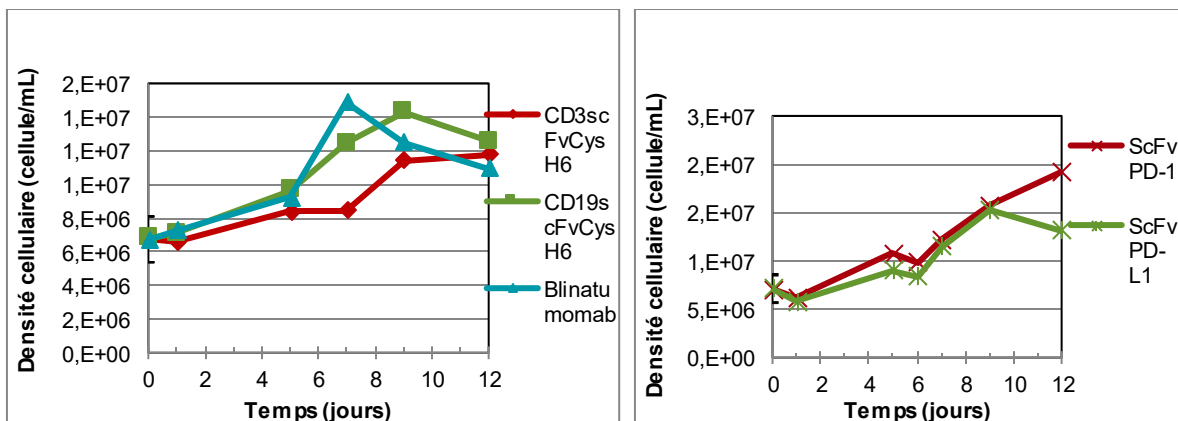 Densité cellulaire (cellule/mL)
2,E+07
1,E+07
1,E+07
1,E+07
8,E+06
6,E+06
4,E+06
2,E+06
0,E+00
0 2 4 6 8 10 12
Temps (jours)
CD3sc
FvCys
H6
CD19s
cFvCys
H6
Blinatu
momab
Densité cellulaire (cellule/mL)
3,E+07
2,E+07
2,E+07
1,E+07
5,E+06
0,E+00
0 2 4 6 8 10 12
Temps (jours)
ScFv
PD-1
ScFv
PD-
L1